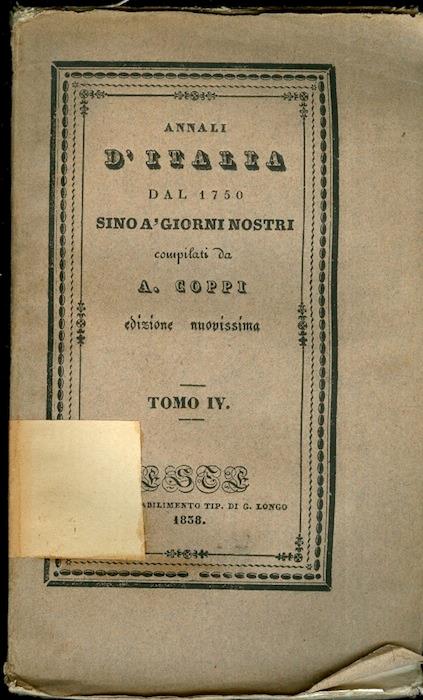 ANNALI
D'ITALIA
DAL 1750
SINO A' GIORNI NOSTRI
compilati da
A. COPPI
edizione nuovissima
TOMO IV.
ESTE
TIP. DI G. LONGO
1838.